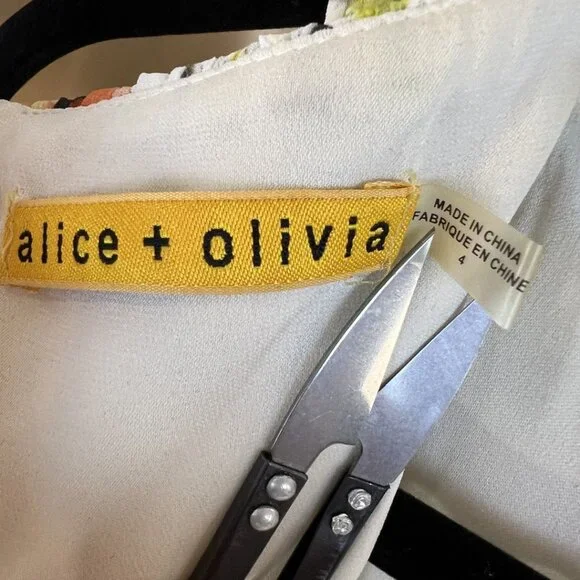 alice + olivia
MADE IN CHINA
FABRIQUE EN CHINE
4